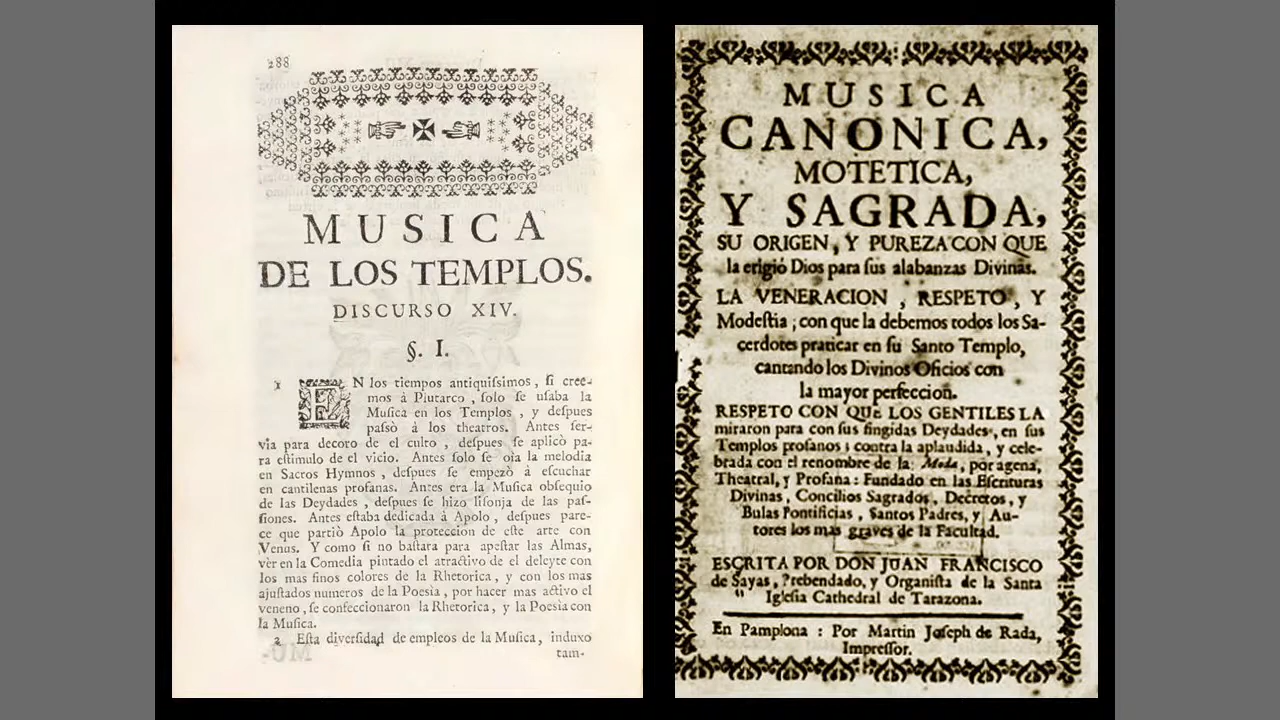 288
MUSICA
DE LOS TEMPLOS.
DISCURSO XIV.
§. I.
1 EN los tiempos antiquissimos, si cree-
mos à Plutarco, solo se usaba la
Musica en los Templos, y despues
passò à los theatros. Antes ser-
via para decoro de el culto, despues se aplicò pa-
ra estimulo de el vicio. Antes solo se oìa la melodìa
en Sacros Hymnos, despues se empezò à escuchar
en cantilenas profanas. Antes era la Musica obsequio
de las Deydades, despues se hizo lisonja de las pas-
siones. Antes estaba dedicada à Apolo, despues pare-
ce que partiò Apolo la proteccion de este arte con
Venus. Y como si no bastàra para apestar las Almas,
vèr en la Comedia pintado el atractivo de el deleyte con
los mas finos colores de la Rhetorica, y con los mas
ajustados numeros de la Poesìa, por hacer mas activo el
veneno, se confeccionaron la Rhetorica, y la Poesìa con
la Musica.
2 Esta diversidad de empleos de la Musica, induxo
tam-
MUSICA
CANONICA,
MOTETICA,
Y SAGRADA,
SU ORIGEN, Y PUREZA CON QUE
la erigiò Dios para sus alabanzas Divinas.
LA VENERACION, RESPETO, Y
Modestia; con que la debemos todos los Sa-
cerdotes praticar en su Santo Templo,
cantando los Divinos Oficios con
la mayor perfeccion.
RESPETO CON QUE LOS GENTILES LA
miraron para con sus fingidas Deydades, en sus
Templos profanos; contra la aplaudida, y cele-
brada con el renombre de la Moda, por agena,
Theatral, y Profana: Fundado en las Escrituras
Divinas, Concilios Sagrados, Decretos, y
Bulas Pontificias, Santos Padres, y Au-
tores los mas graves de la Facultad.
ESCRITA POR DON JUAN FRANCISCO
de Sayas, Prebendado, y Organista de la Santa
Iglesia Cathedral de Tarazona.
En Pamplona: Por Martin Joseph de Rada,
Impressor.